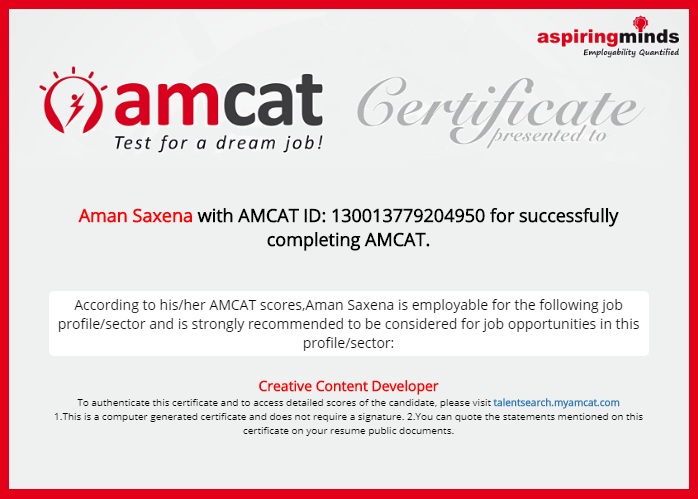 aspiringminds
Employability Quantified
amcat
Test for a dream job!
Certificate
presented to
Aman Saxena with AMCAT ID: 130013779204950 for successfully
completing AMCAT.
According to his/her AMCAT scores,Aman Saxena is employable for the following job
profile/sector and is strongly recommended to be considered for job opportunities in this
profile/sector:
Creative Content Developer
To authenticate this certificate and to access detailed scores of the candidate, please visit talentsearch.myamcat.com
1.This is a computer generated certificate and does not require a signature. 2.You can quote the statements mentioned on this
certificate on your resume public documents.